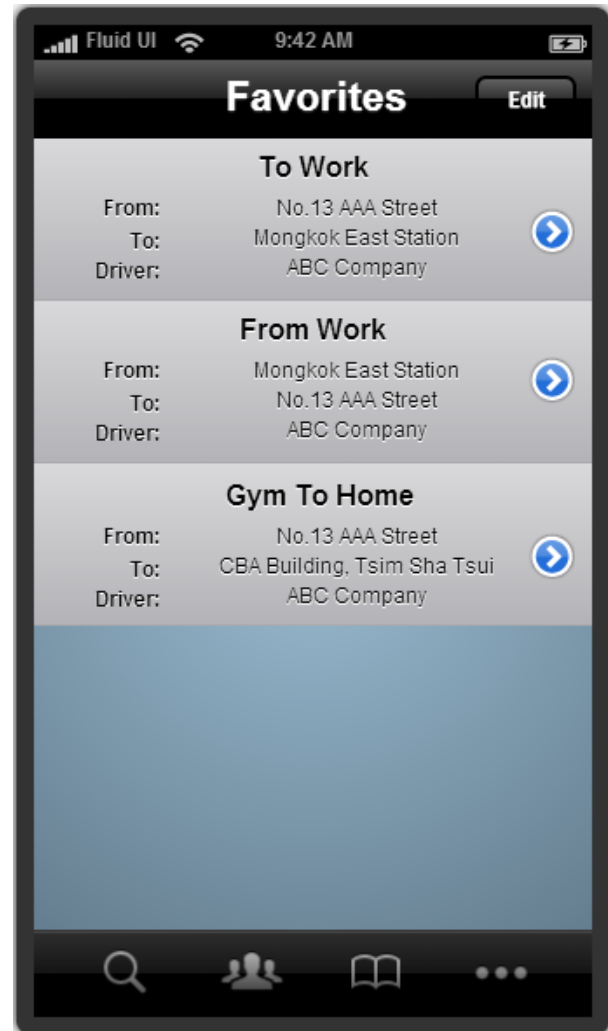 Fluid UI 9:42 AM
Favorites Edit
To Work
From: No.13 AAA Street
To: Mongkok East Station
Driver: ABC Company
From Work
From: Mongkok East Station
To: No.13 AAA Street
Driver: ABC Company
Gym To Home
From: No.13 AAA Street
To: CBA Building, Tsim Sha Tsui
Driver: ABC Company